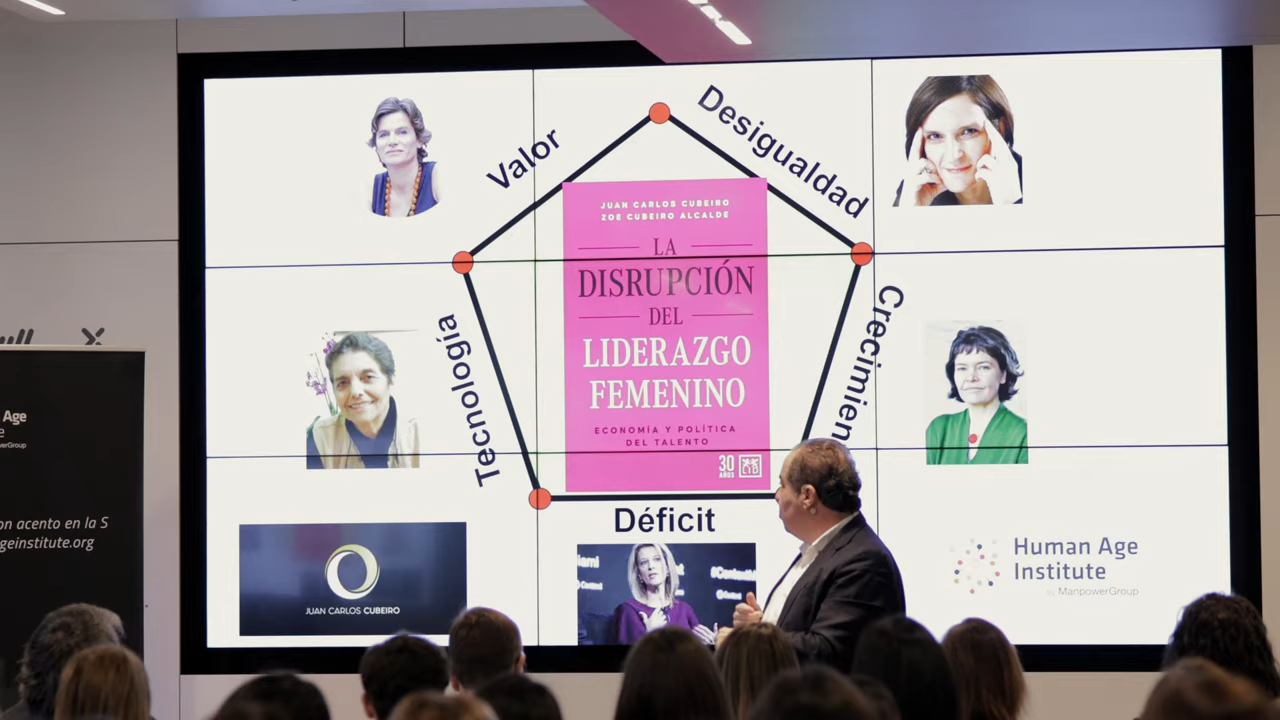 Valor
Desigualdad
JUAN CARLOS CUBEIRO
ZOE CUBEIRO ALCALDE
LA
DISRUPCIÓN
DEL
LIDERAZGO
FEMENINO
ECONOMÍA Y POLÍTICA
DEL TALENTO
30
AÑOS
LID
Tecnología
Crecimien
Déficit
JUAN CARLOS CUBEIRO
Human Age
Institute
by ManpowerGroup
Age
on acento en la S
geinstitute.org